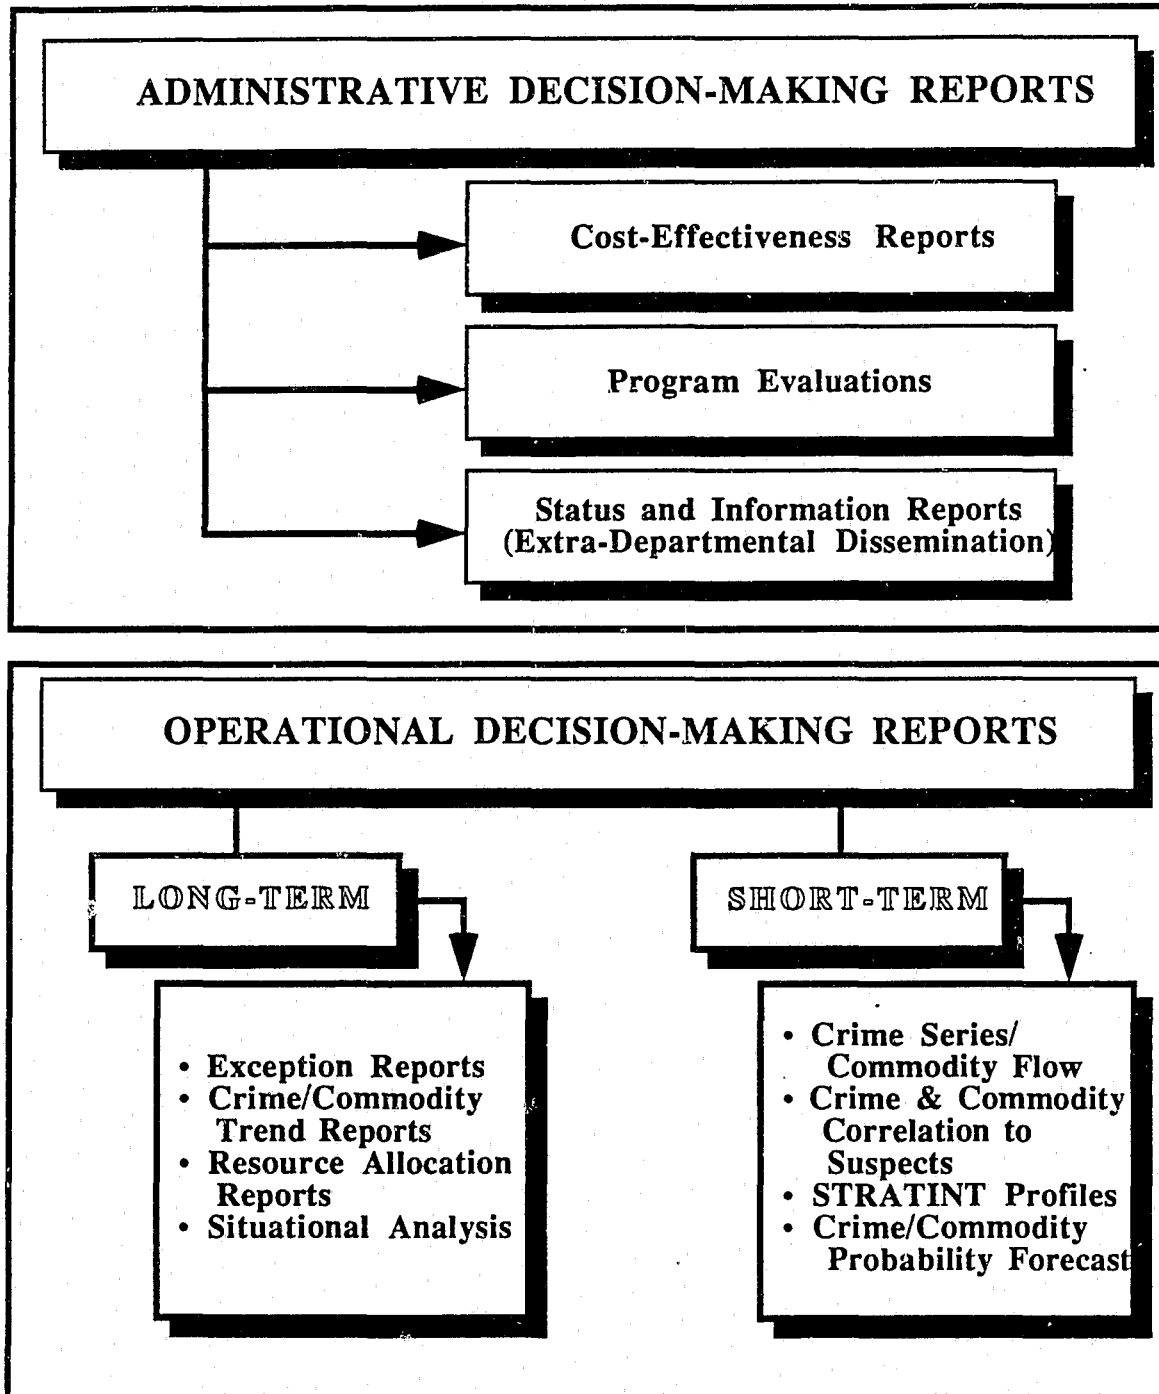 ADMINISTRATIVE DECISION-MAKING REPORTS
Cost-Effectiveness Reports
Program Evaluations
Status and Information Reports
(Extra-Departmental Dissemination)
OPERATIONAL DECISION-MAKING REPORTS
LONG-TERM
• Exception Reports
• Crime/Commodity
Trend Reports
• Resource Allocation
Reports
• Situational Analysis
SHORT-TERM
• Crime Series/
Commodity Flow
• Crime & Commodity
Correlation to
Suspects
• STRATINT Profiles
• Crime/Commodity
Probability Forecast